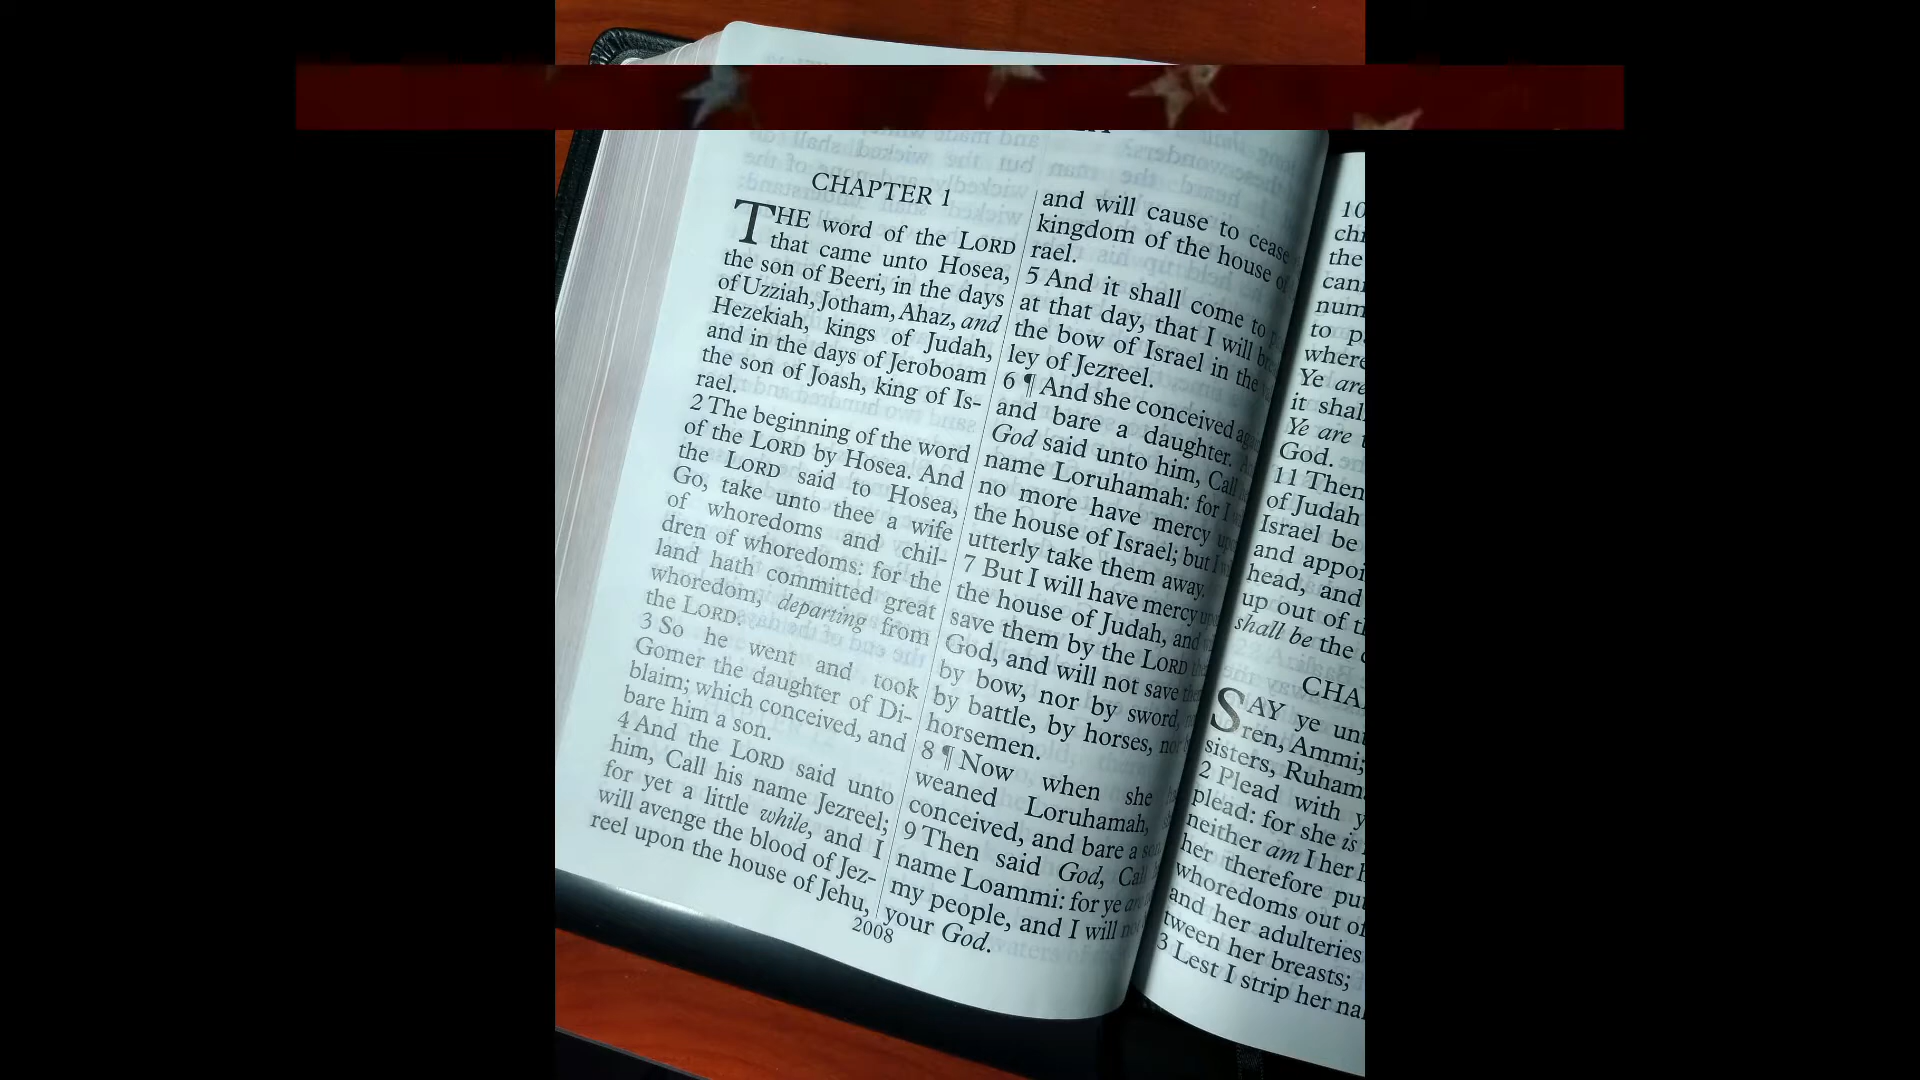 CHAPTER 1
THE word of the LORD
that came unto Hosea,
the son of Beeri, in the days
of Uzziah, Jotham, Ahaz, and
Hezekiah, kings of Judah,
and in the days of Jeroboam
the son of Joash, king of Is-
rael.
2 The beginning of the word
of the LORD by Hosea. And
the LORD said to Hosea,
Go, take unto thee a wife
of whoredoms and chil-
dren of whoredoms: for the
land hath committed great
whoredom, departing from
the LORD.
3 So he went and took
Gomer the daughter of Di-
blaim; which conceived, and
bare him a son.
4 And the LORD said unto
him, Call his name Jezreel;
for yet a little while, and I
will avenge the blood of Jez-
reel upon the house of Jehu,
and will cause to cease
kingdom of the house of
rael.
5 And it shall come to
at that day, that I will
the bow of Israel in the
ley of Jezreel.
6 ¶ And she conceived
and bare a daughter.
God said unto him, Call
name Loruhamah: for I
no more have mercy
the house of Israel; but I
utterly take them away.
7 But I will have mercy
the house of Judah, and
save them by the LORD
God, and will not save
by bow, nor by sword,
by battle, by horses, nor
horsemen.
8 ¶ Now when she
weaned Loruhamah,
conceived, and bare a son.
9 Then said God, Call
name Loammi: for ye are
my people, and I will not
your God.
2008
10
the
to
where
Ye are
it
Ye are
God.
11 Then
of Judah
Israel be
and
head, and
up out of
shall be the
SAY ye
ren, Ammi;
sisters,
2 Plead with
plead: for she is
neither am I her
her therefore
whoredoms out of
and her adulteries
tween her breasts;
3 Lest I strip her